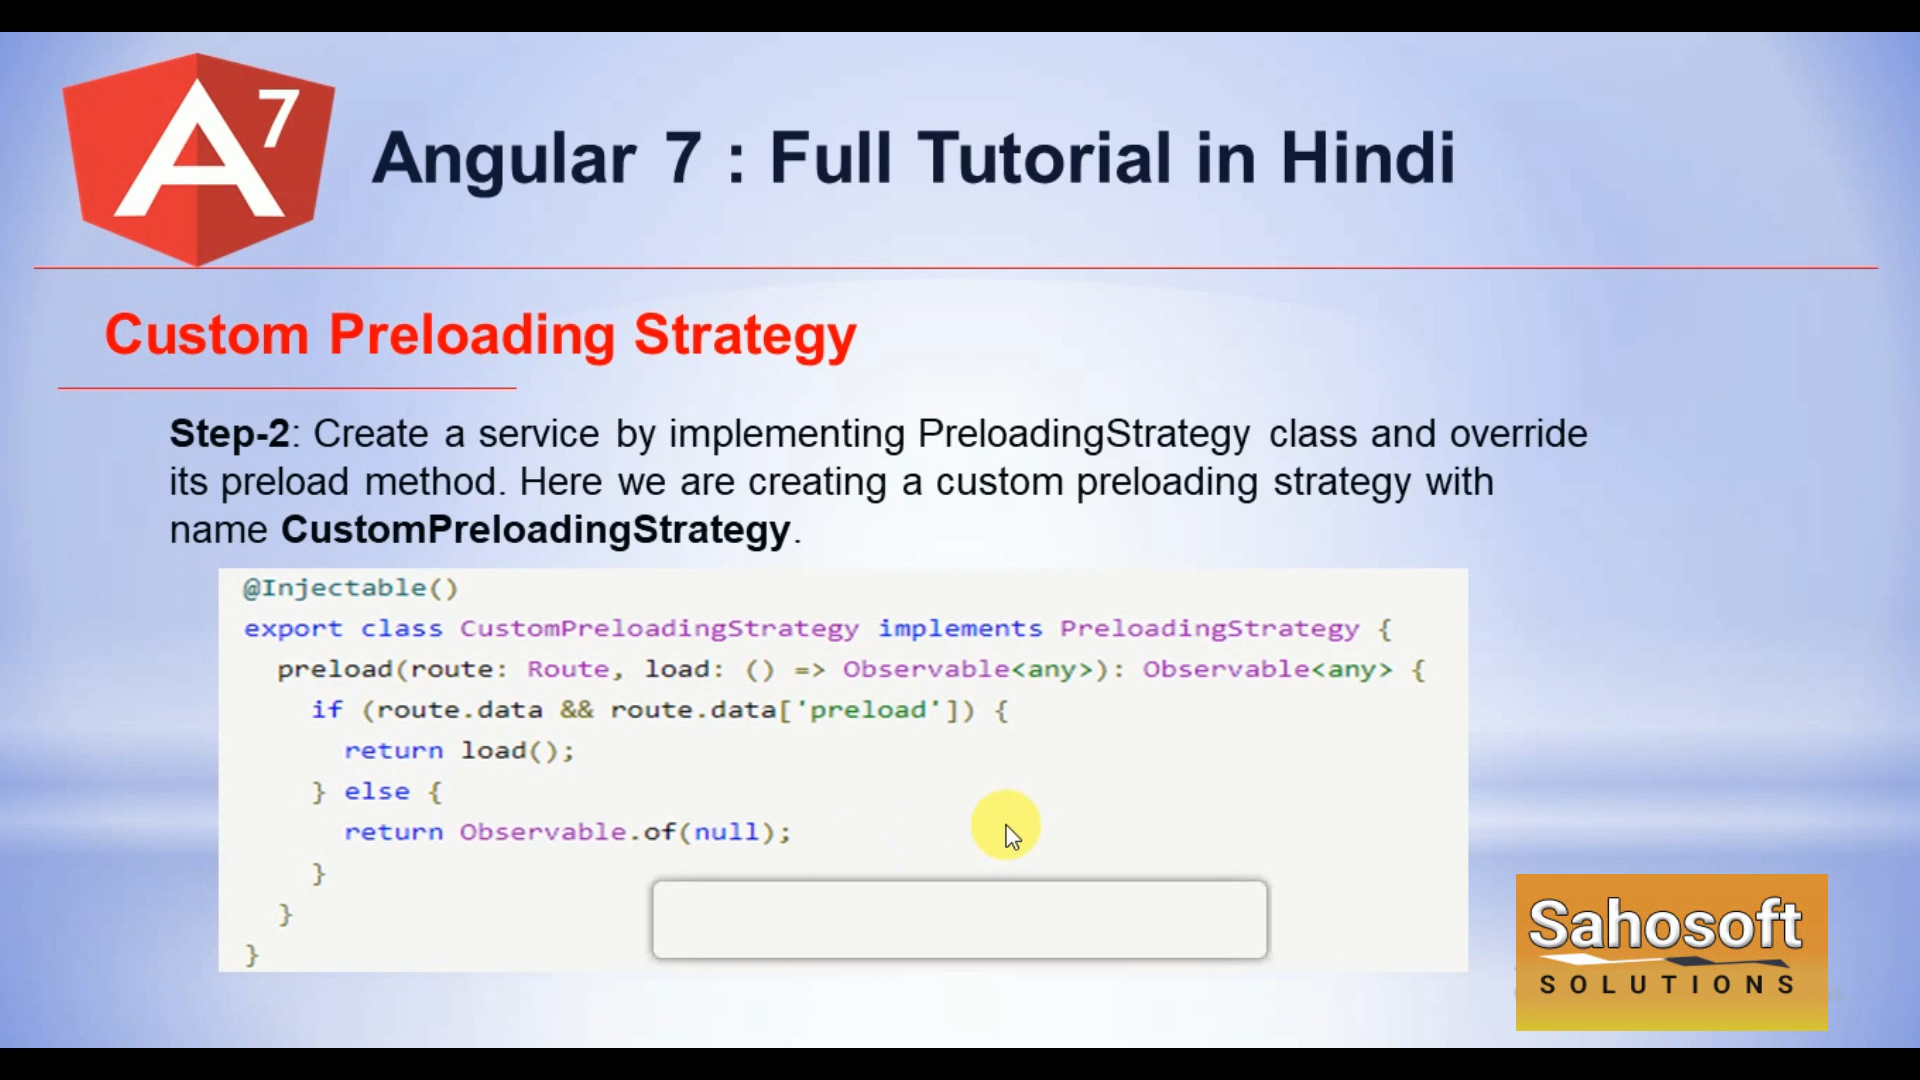 A7
Angular 7 : Full Tutorial in Hindi
Custom Preloading Strategy
Step-2: Create a service by implementing PreloadingStrategy class and override
its preload method. Here we are creating a custom preloading strategy with
name CustomPreloadingStrategy.
@Injectable()
export class CustomPreloadingStrategy implements PreloadingStrategy {
  preload(route: Route, load: () => Observable<any>): Observable<any> {
    if (route.data && route.data['preload']) {
      return load();
    } else {
      return Observable.of(null);
    }
  }
}
Sahosoft
SOLUTIONS